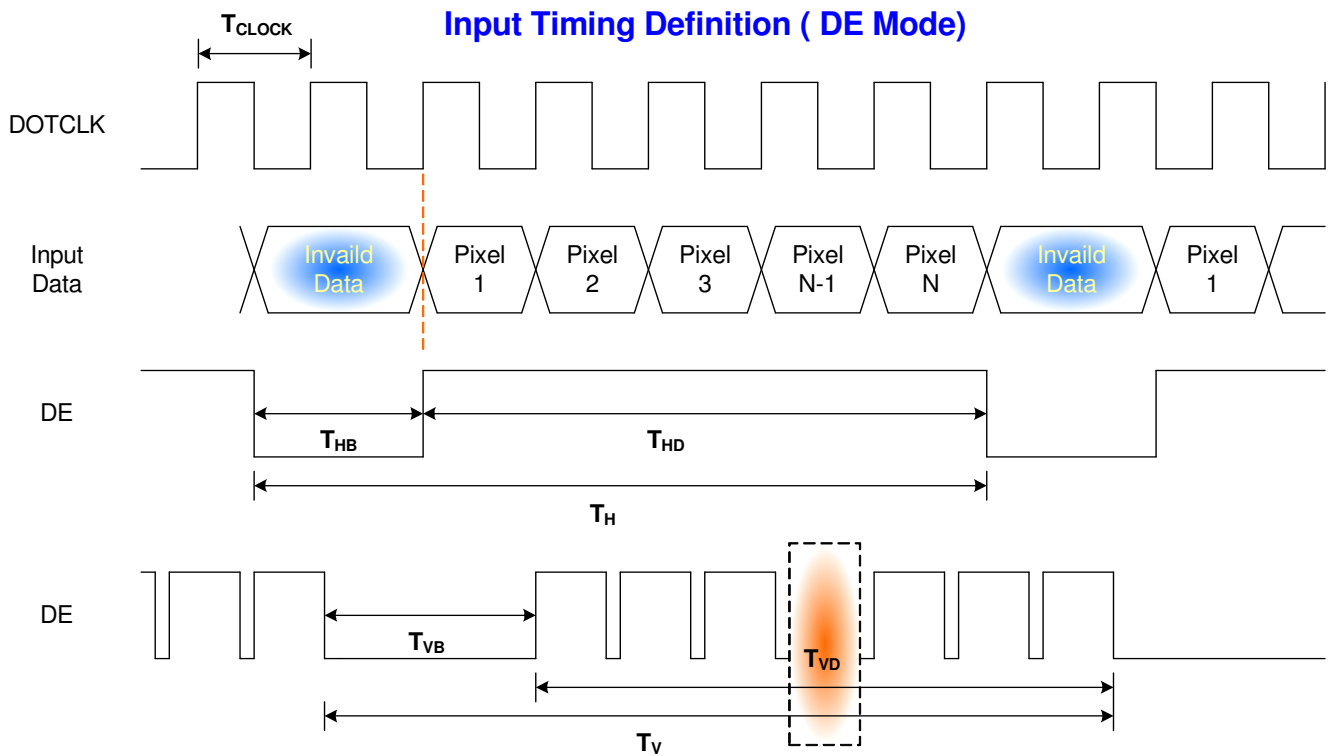 Input Timing Definition ( DE Mode)
TCLOCK
DOTCLK
Input
Data
Invaild
Data
Pixel
1
Pixel
2
Pixel
3
Pixel
N-1
Pixel
N
Invaild
Data
Pixel
1
DE
THB
THD
TH
DE
TVB
TVD
TV